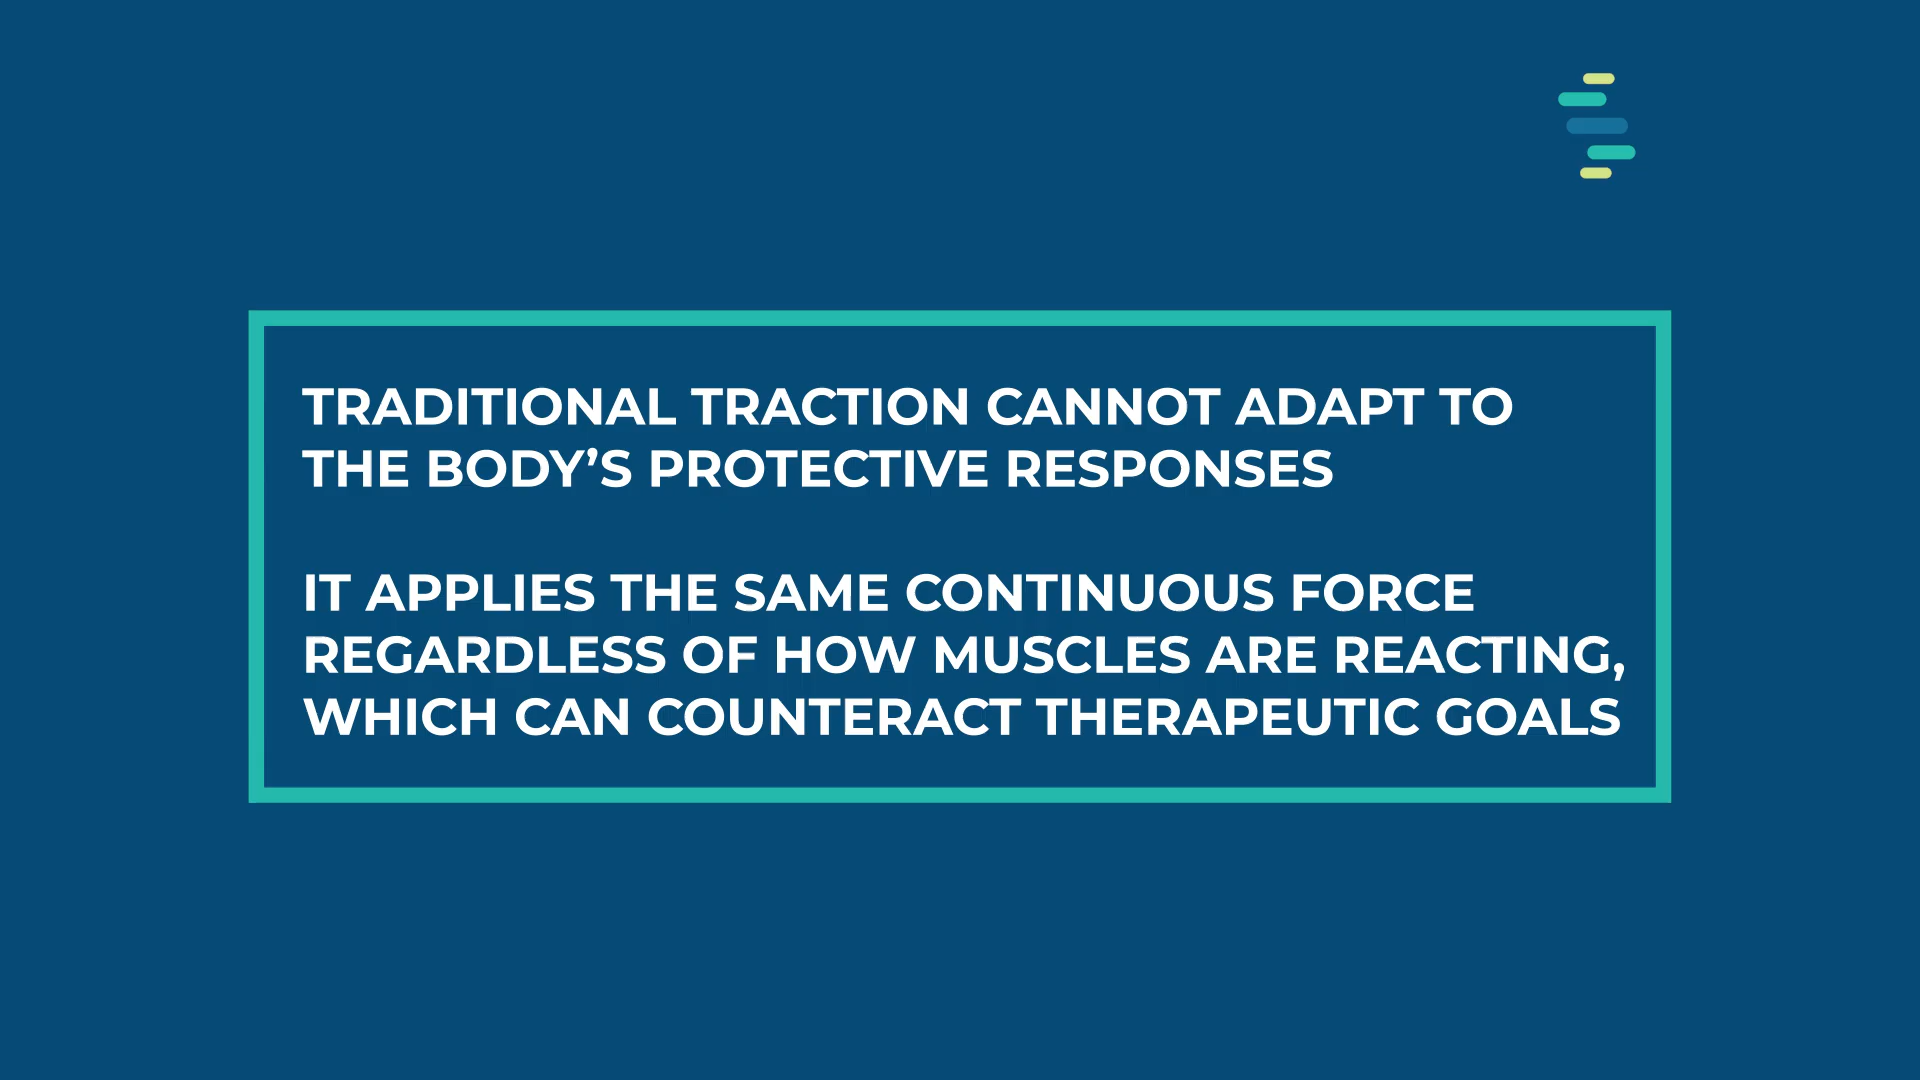 TRADITIONAL TRACTION CANNOT ADAPT TO
THE BODY’S PROTECTIVE RESPONSES
IT APPLIES THE SAME CONTINUOUS FORCE
REGARDLESS OF HOW MUSCLES ARE REACTING,
WHICH CAN COUNTERACT THERAPEUTIC GOALS